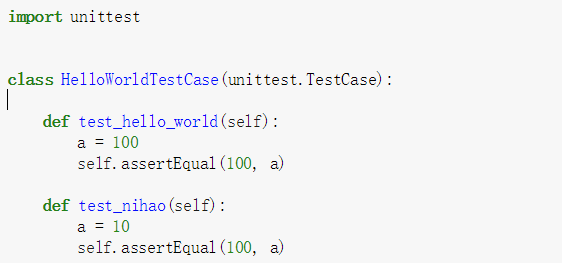 import unittest
class HelloWorldTestCase(unittest.TestCase):
def test_hello_world(self):
a = 100
self.assertEqual(100, a)
def test_nihao(self):
a = 10
self.assertEqual(100, a)